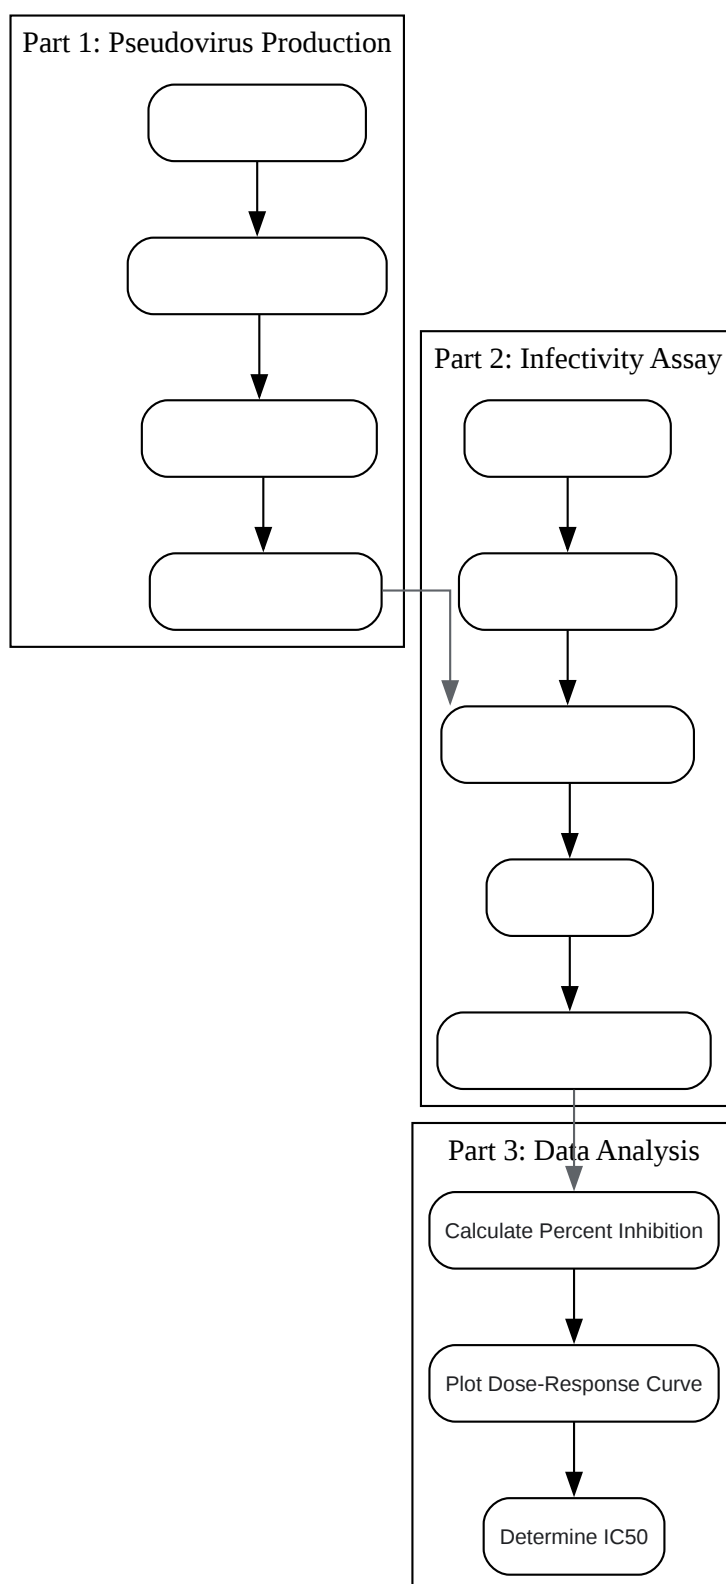 Part 1: Pseudovirus Production
Part 2: Infectivity Assay
Part 3: Data Analysis
Calculate Percent Inhibition
Plot Dose-Response Curve
Determine IC50